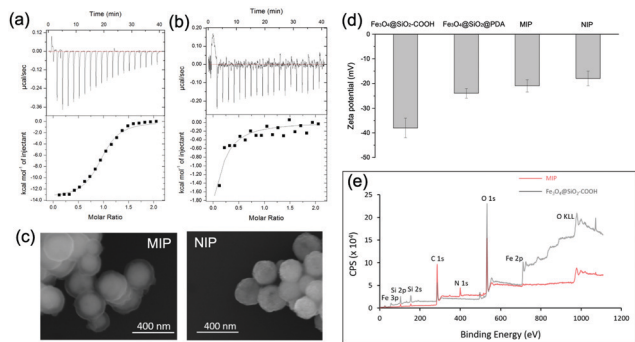 (a)
Time (min)
0 10 20 30 40
0.12
0.00
-0.12
-0.24
-0.36
µcal/sec
0.0
-2.0
-4.0
-6.0
-8.0
-10.0
-12.0
-14.0
kcal mol⁻¹ of injectant
0.0 0.5 1.0 1.5 2.0
Molar Ratio
(b)
Time (min)
0 10 20 30 40
0.10
0.00
-0.10
-0.20
µcal/sec
0.00
-0.20
-0.40
-0.60
-0.80
-1.00
-1.20
-1.40
-1.60
-1.80
kcal mol⁻¹ of injectant
0.0 0.5 1.0 1.5 2.0
Molar Ratio
(c)
MIP
400 nm
NIP
400 nm
(d)
Fe₃O₄@SiO₂-COOH Fe₃O₄@SiO₂@PDA MIP NIP
0
-10
-20
-30
-40
-50
Zeta potential (mV)
(e)
MIP
Fe₃O₄@SiO₂-COOH
25
20
15
10
5
0
CPS (x 10⁴)
Fe 3p
Si 2p
Si 2s
C 1s
N 1s
O 1s
Fe 2p
O KLL
0 200 400 600 800 1000 1200
Binding Energy (eV)